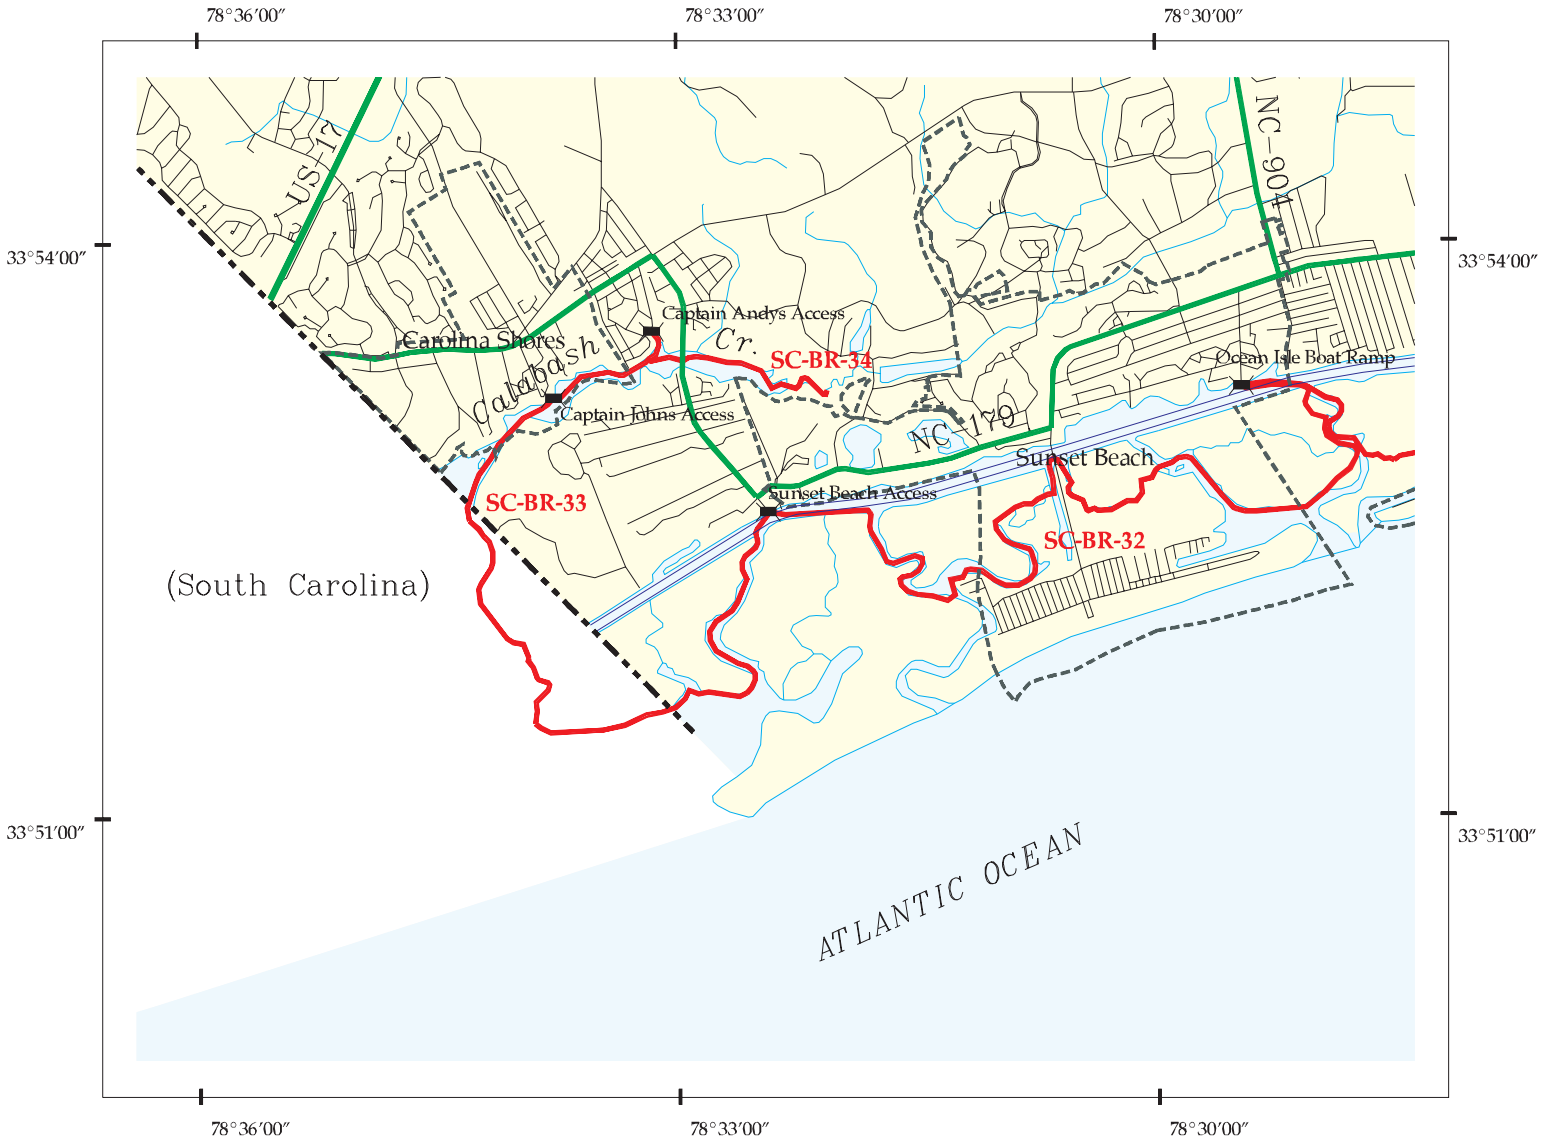 78°36′00″
78°33′00″
78°30′00″
US-17
NC-904
33°54′00″
33°54′00″
Captain Andys Access
Carolina Shores
Calabash
Cr.
SC-BR-34
Ocean Isle Boat Ramp
Captain Johns Access
NC-179
Sunset Beach
Sunset Beach Access
SC-BR-33
SC-BR-32
(South Carolina)
33°51′00″
33°51′00″
ATLANTIC OCEAN
78°36′00″
78°33′00″
78°30′00″